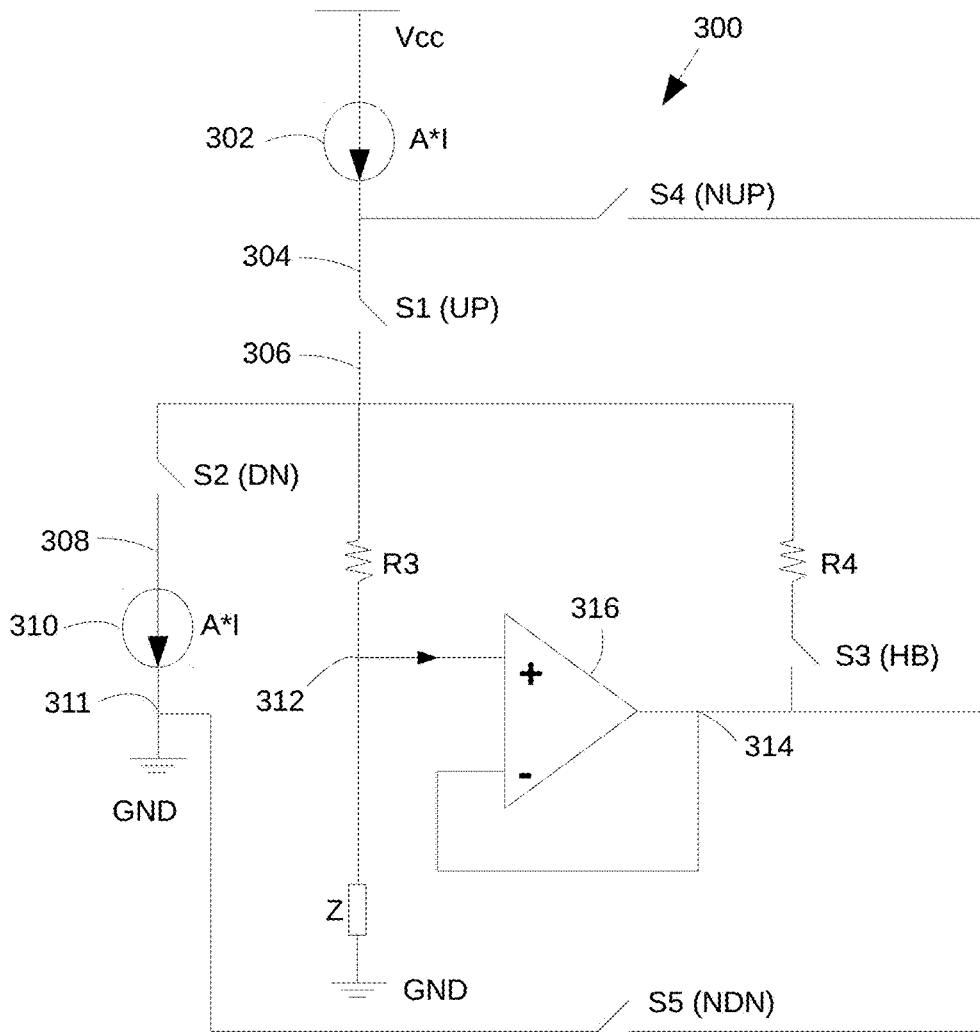 300
Vcc
302
A*I
S4 (NUP)
304
S1 (UP)
306
S2 (DN)
308
R3
R4
310
A*I
316
+
S3 (HB)
311
312
314
-
GND
Z
GND
S5 (NDN)